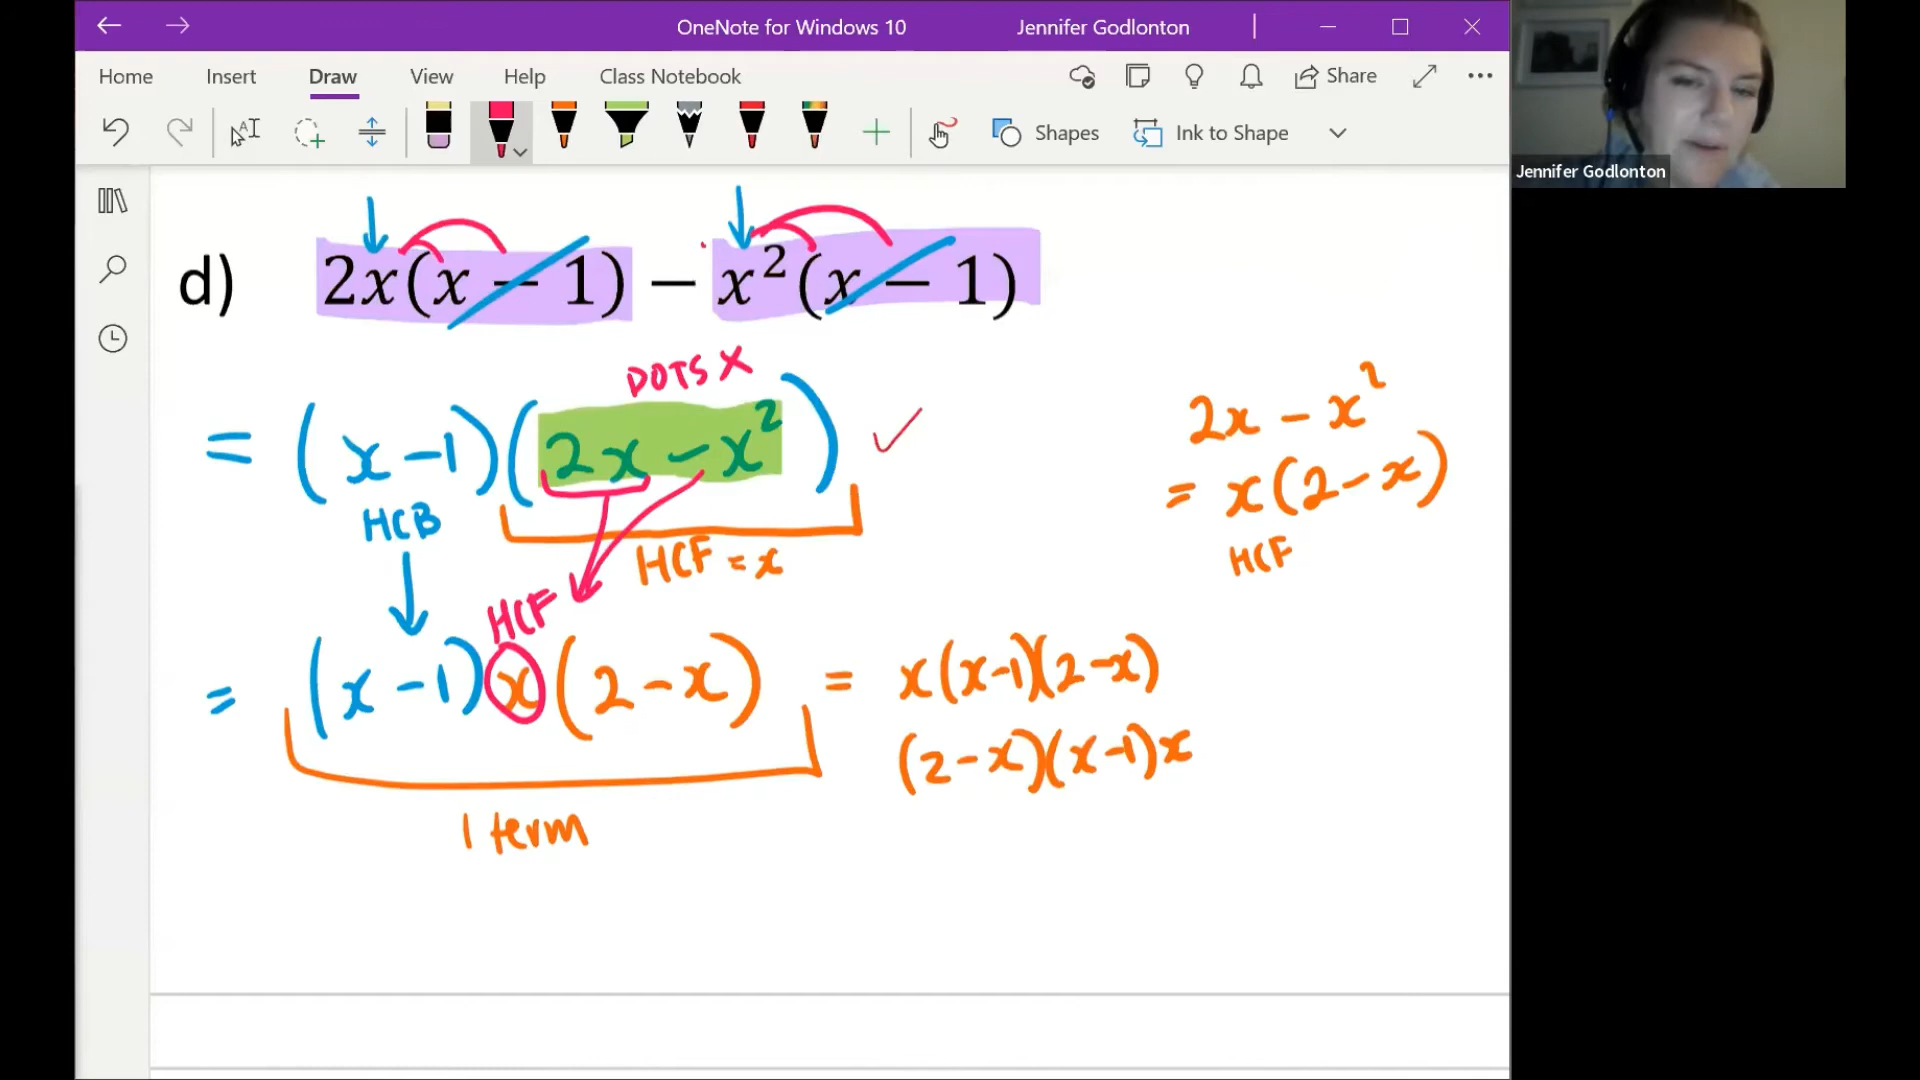 OneNote for Windows 10
Jennifer Godlonton
Home Insert Draw View Help Class Notebook Share
Shapes Ink to Shape
Jennifer Godlonton
d) 2x(x − 1) − x²(x − 1)
DOTS X
= (x −1)(2x − x²) ✓
HCB
HCF = x
HCF
= (x −1)x(2 − x) = x(x−1)(2−x)
(2−x)(x−1)x
1 term
2x − x²
= x(2−x)
HCF